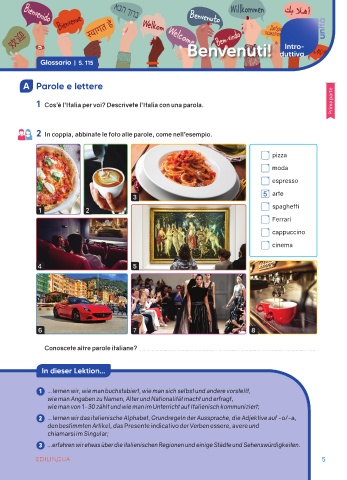 Benvenuto
Willkommen
أهلا بك
Benvenuto
Benvenuti
Welkom
Welcome
Bem-vindo
स्वागत है
Benvenuti!
unità
Intro-
duttiva
Glossario | S. 115
Prima parte
A Parole e lettere
1 Cos'è l'Italia per voi? Descrivete l'Italia con una parola.
2 In coppia, abbinate le foto alle parole, come nell'esempio.
pizza
moda
espresso
5 arte
spaghetti
Ferrari
cappuccino
cinema
1
2
3
4
5
6
7
8
Conoscete altre parole italiane?
In dieser Lektion...
1 ...lernen wir, wie man buchstabiert, wie man sich selbst und andere vorstellt,
wie man Angaben zu Namen, Alter und Nationalität macht und erfragt,
wie man von 1-30 zählt und wie man im Unterricht auf Italienisch kommuniziert;
2 ...lernen wir das italienische Alphabet, Grundregeln der Aussprache, die Adjektive auf -o/-a,
den bestimmten Artikel, das Presente indicativo der Verben essere, avere und
chiamarsi im Singular;
3 ...erfahren wir etwas über die italienischen Regionen und einige Städte und Sehenswürdigkeiten.
EDILINGUA
5